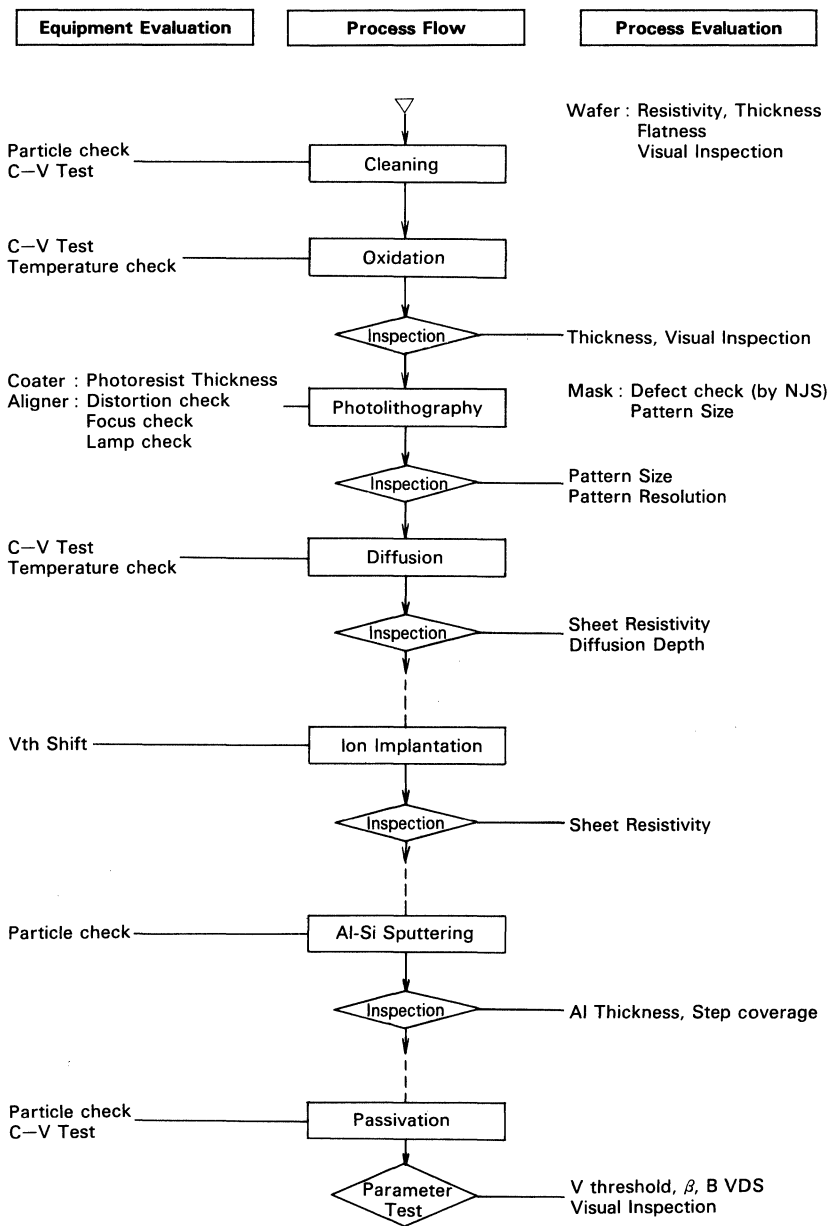 Equipment Evaluation
Process Flow
Process Evaluation
Wafer : Resistivity, Thickness
Flatness
Visual Inspection
Particle check
C–V Test
Cleaning
C–V Test
Temperature check
Oxidation
Inspection
Thickness, Visual Inspection
Coater : Photoresist Thickness
Aligner : Distortion check
Focus check
Lamp check
Photolithography
Mask : Defect check (by NJS)
Pattern Size
Inspection
Pattern Size
Pattern Resolution
C–V Test
Temperature check
Diffusion
Inspection
Sheet Resistivity
Diffusion Depth
Vth Shift
Ion Implantation
Inspection
Sheet Resistivity
Particle check
Al-Si Sputtering
Inspection
Al Thickness, Step coverage
Particle check
C–V Test
Passivation
Parameter
Test
V threshold, β, B VDS
Visual Inspection